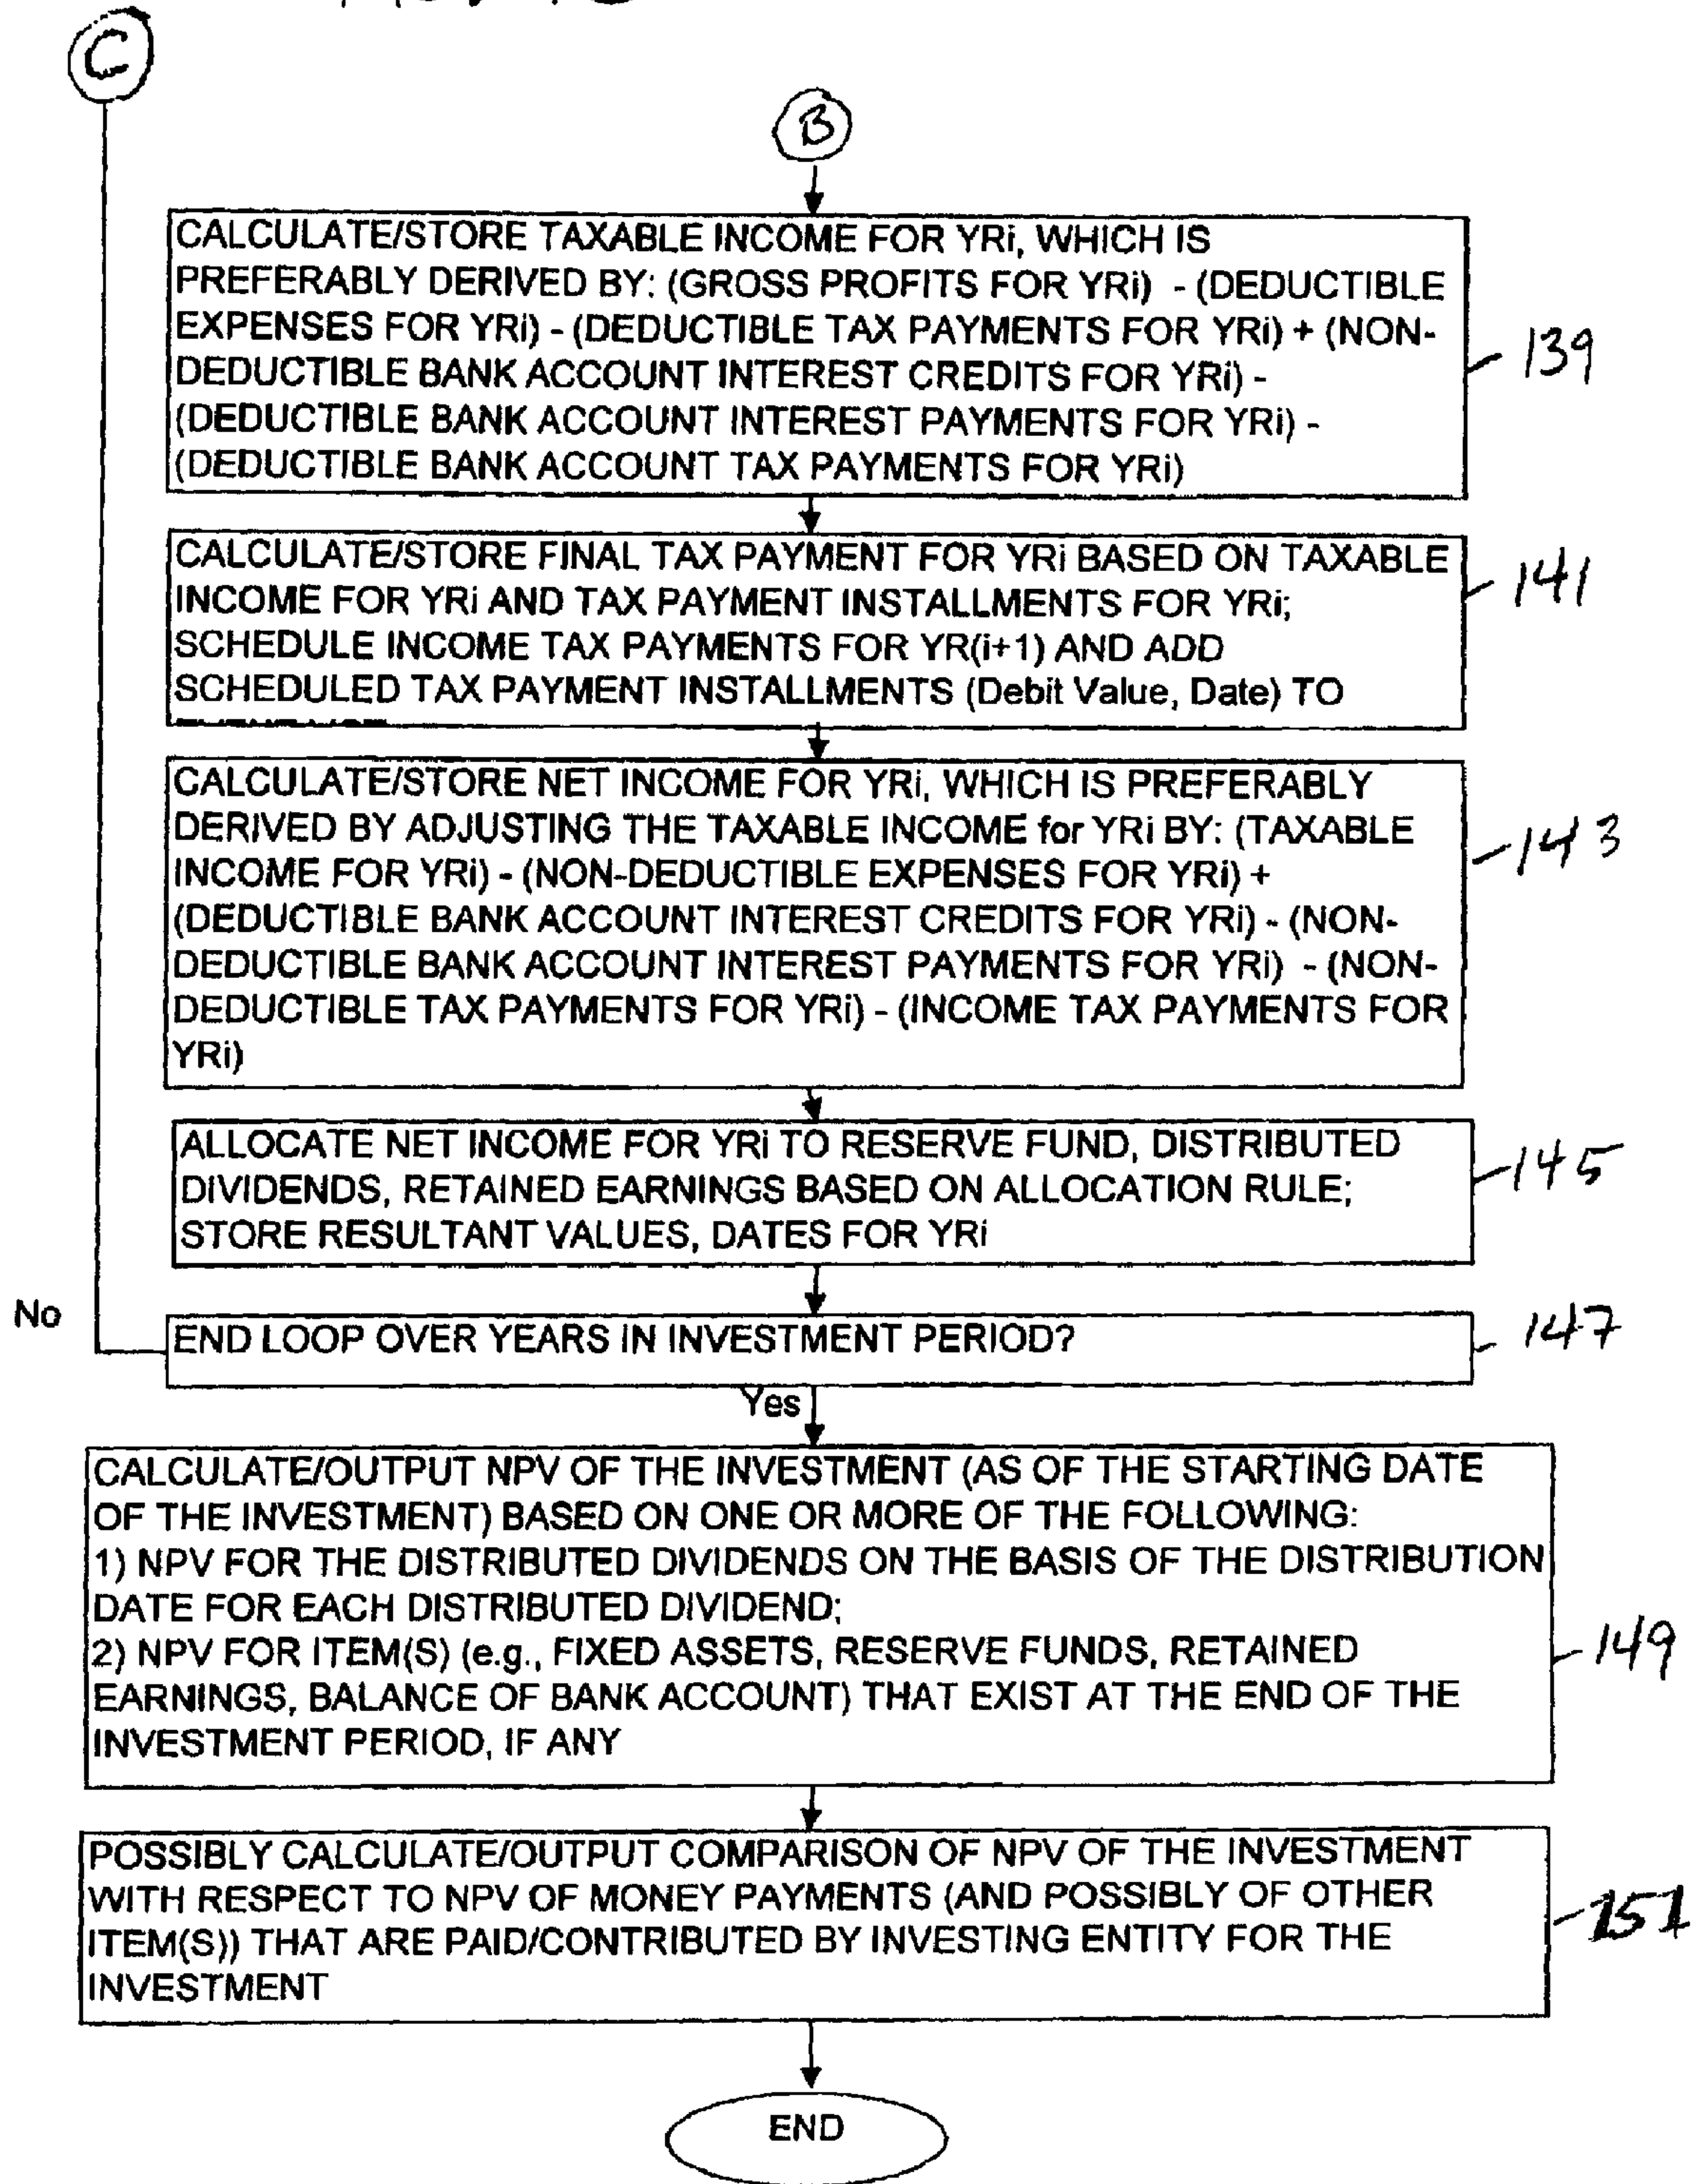 C
B
CALCULATE/STORE TAXABLE INCOME FOR YRi, WHICH IS
PREFERABLY DERIVED BY: (GROSS PROFITS FOR YRi) - (DEDUCTIBLE
EXPENSES FOR YRi) - (DEDUCTIBLE TAX PAYMENTS FOR YRi) + (NON-
DEDUCTIBLE BANK ACCOUNT INTEREST CREDITS FOR YRi) -
(DEDUCTIBLE BANK ACCOUNT INTEREST PAYMENTS FOR YRi) -
(DEDUCTIBLE BANK ACCOUNT TAX PAYMENTS FOR YRi)
139
CALCULATE/STORE FINAL TAX PAYMENT FOR YRi BASED ON TAXABLE
INCOME FOR YRi AND TAX PAYMENT INSTALLMENTS FOR YRi;
SCHEDULE INCOME TAX PAYMENTS FOR YR(i+1) AND ADD
SCHEDULED TAX PAYMENT INSTALLMENTS (Debit Value, Date) TO
141
CALCULATE/STORE NET INCOME FOR YRi, WHICH IS PREFERABLY
DERIVED BY ADJUSTING THE TAXABLE INCOME for YRi BY: (TAXABLE
INCOME FOR YRi) - (NON-DEDUCTIBLE EXPENSES FOR YRi) +
(DEDUCTIBLE BANK ACCOUNT INTEREST CREDITS FOR YRi) - (NON-
DEDUCTIBLE BANK ACCOUNT INTEREST PAYMENTS FOR YRi) - (NON-
DEDUCTIBLE TAX PAYMENTS FOR YRi) - (INCOME TAX PAYMENTS FOR
YRi)
143
ALLOCATE NET INCOME FOR YRi TO RESERVE FUND, DISTRIBUTED
DIVIDENDS, RETAINED EARNINGS BASED ON ALLOCATION RULE;
STORE RESULTANT VALUES, DATES FOR YRi
145
No
END LOOP OVER YEARS IN INVESTMENT PERIOD?
147
Yes
CALCULATE/OUTPUT NPV OF THE INVESTMENT (AS OF THE STARTING DATE
OF THE INVESTMENT) BASED ON ONE OR MORE OF THE FOLLOWING:
1) NPV FOR THE DISTRIBUTED DIVIDENDS ON THE BASIS OF THE DISTRIBUTION
DATE FOR EACH DISTRIBUTED DIVIDEND;
2) NPV FOR ITEM(S) (e.g., FIXED ASSETS, RESERVE FUNDS, RETAINED
EARNINGS, BALANCE OF BANK ACCOUNT) THAT EXIST AT THE END OF THE
INVESTMENT PERIOD, IF ANY
149
POSSIBLY CALCULATE/OUTPUT COMPARISON OF NPV OF THE INVESTMENT
WITH RESPECT TO NPV OF MONEY PAYMENTS (AND POSSIBLY OF OTHER
ITEM(S)) THAT ARE PAID/CONTRIBUTED BY INVESTING ENTITY FOR THE
INVESTMENT
151
END